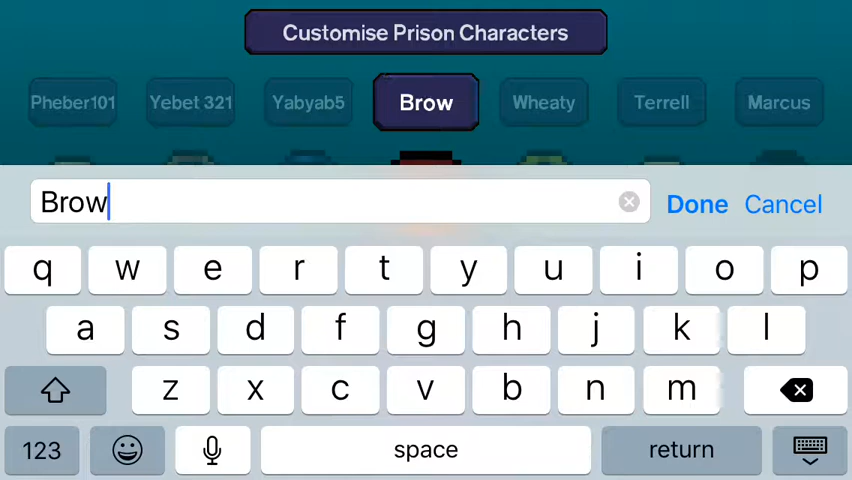 Customise Prison Characters
Pheber101 Yebet 321 Yabyab5 Brow Wheaty Terrell Marcus
Brow Done Cancel
q w e r t y u i o p
a s d f g h j k l
z x c v b n m
123 space return